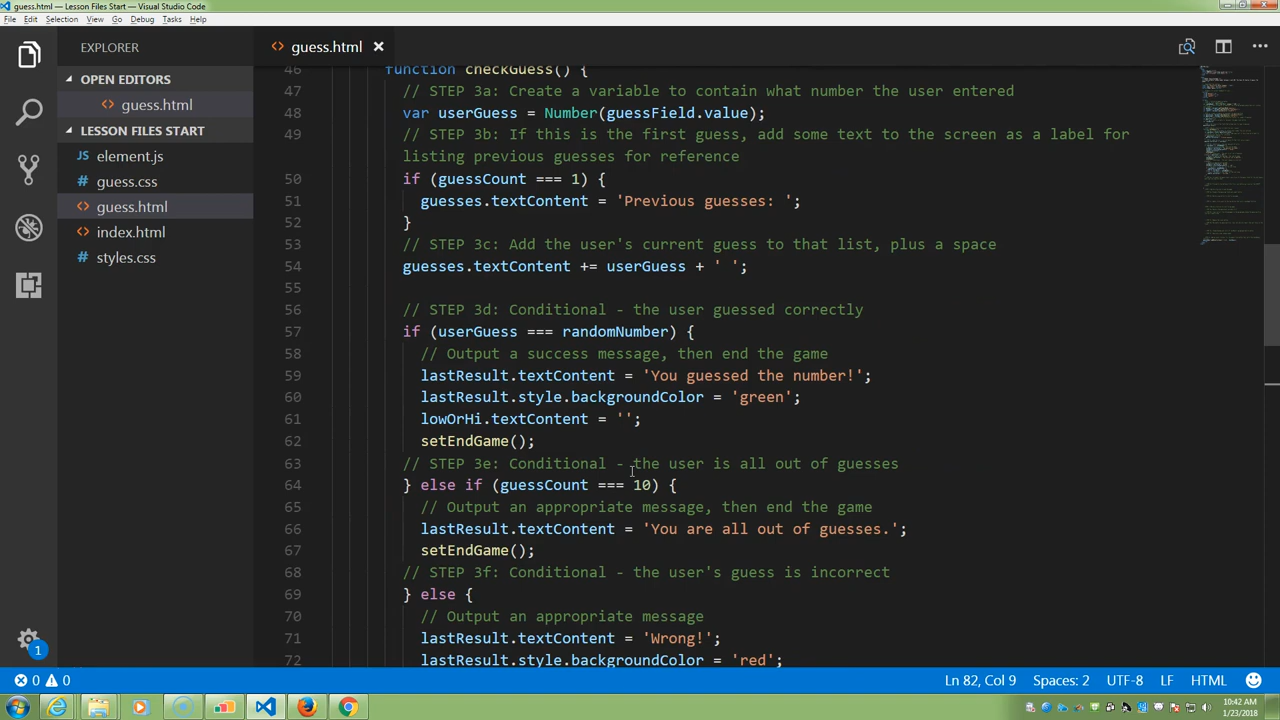 guess.html — Lesson Files Start — Visual Studio Code
File Edit Selection View Go Debug Tasks Help
EXPLORER
OPEN EDITORS
<> guess.html
LESSON FILES START
JS element.js
# guess.css
<> guess.html
<> index.html
# styles.css
1
<> guess.html ×
46 function checkGuess() {
47 // STEP 3a: Create a variable to contain what number the user entered
48 var userGuess = Number(guessField.value);
49 // STEP 3b: if this is the first guess, add some text to the screen as a label for
listing previous guesses for reference
50 if (guessCount === 1) {
51 guesses.textContent = 'Previous guesses: ';
52 }
53 // STEP 3c: Add the user's current guess to that list, plus a space
54 guesses.textContent += userGuess + ' ';
55
56 // STEP 3d: Conditional - the user guessed correctly
57 if (userGuess === randomNumber) {
58 // Output a success message, then end the game
59 lastResult.textContent = 'You guessed the number!';
60 lastResult.style.backgroundColor = 'green';
61 lowOrHi.textContent = '';
62 setEndGame();
63 // STEP 3e: Conditional - the user is all out of guesses
64 } else if (guessCount === 10) {
65 // Output an appropriate message, then end the game
66 lastResult.textContent = 'You are all out of guesses.';
67 setEndGame();
68 // STEP 3f: Conditional - the user's guess is incorrect
69 } else {
70 // Output an appropriate message
71 lastResult.textContent = 'Wrong!';
72 lastResult.style.backgroundColor = 'red';
0 0 Ln 82, Col 9 Spaces: 2 UTF-8 LF HTML
10:42 AM
1/23/2018